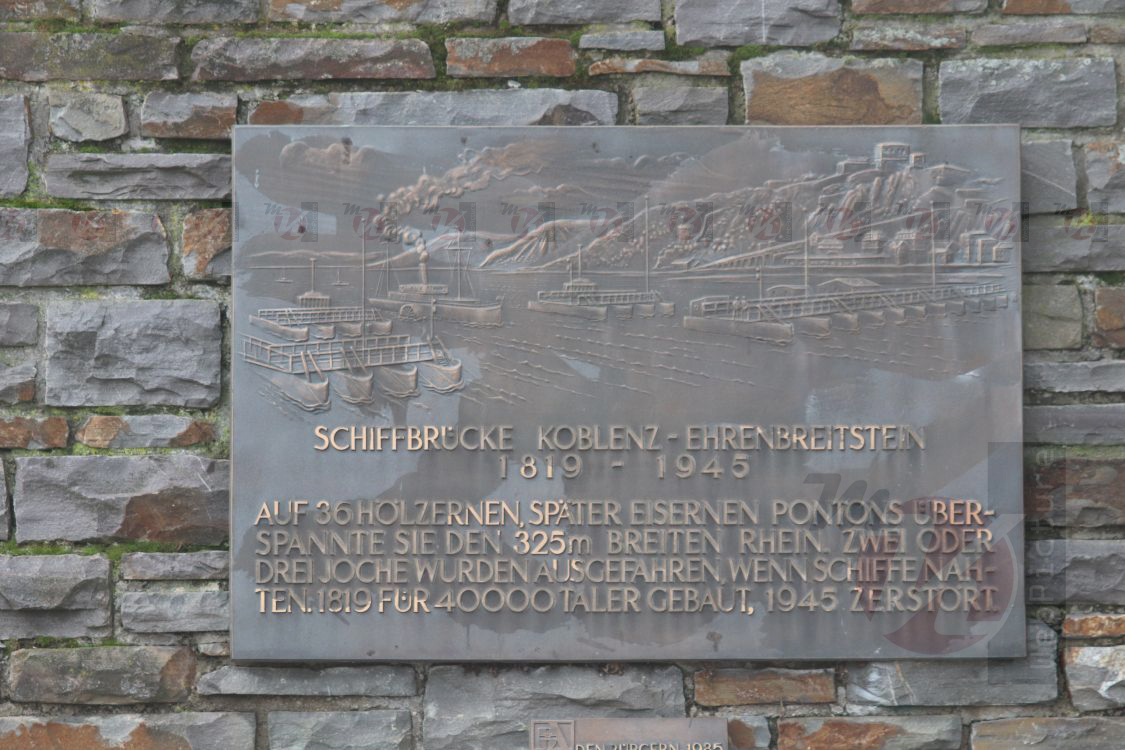 SCHIFFBRÜCKE KOBLENZ - EHRENBREITSTEIN
1819 - 1945
AUF 36 HÖLZERNEN, SPÄTER EISERNEN PONTONS ÜBER-
SPANNTE SIE DEN 325m BREITEN RHEIN. ZWEI ODER
DREI JOCHE WURDEN AUSGEFAHREN, WENN SCHIFFE NAH-
TEN. 1819 FÜR 40000 TALER GEBAUT, 1945 ZERSTÖRT.
DEN BÜRGERN 1985